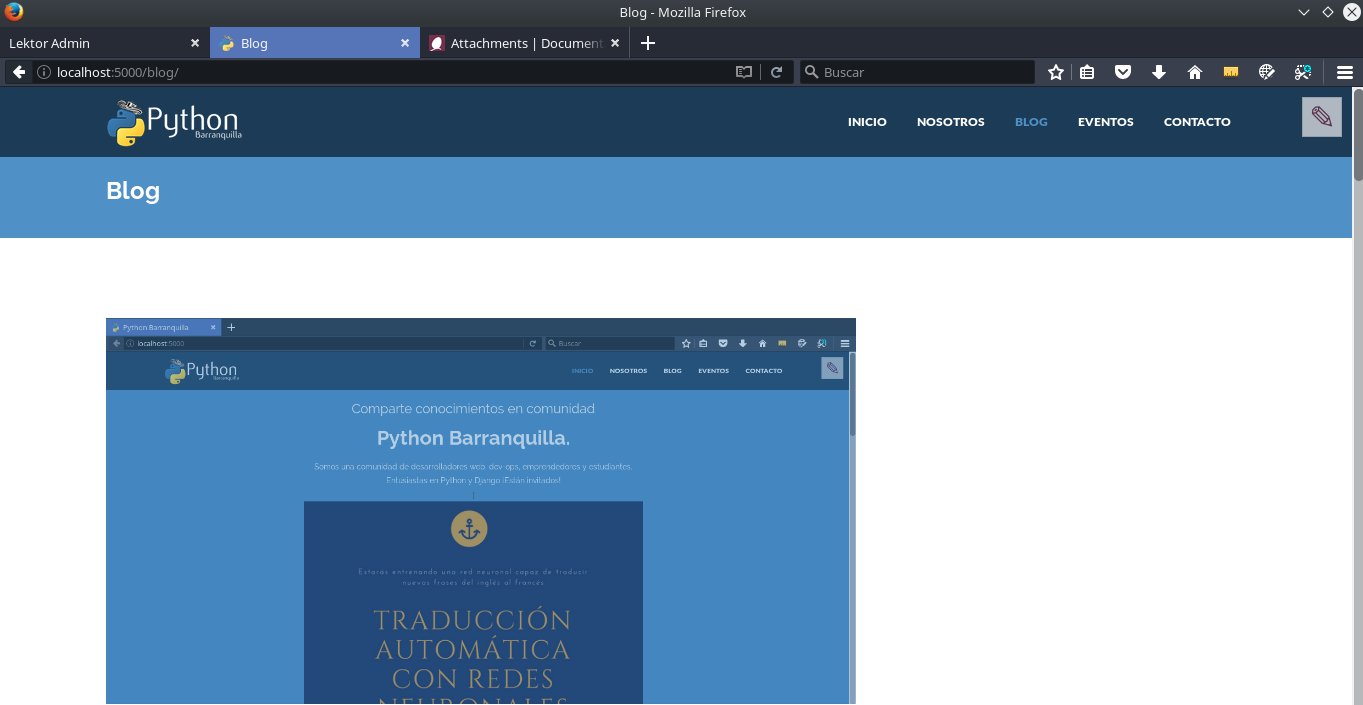 Blog - Mozilla Firefox
Lektor Admin
Blog
Attachments | Document
localhost:5000/blog/
Buscar
Python
Barranquilla
INICIO NOSOTROS BLOG EVENTOS CONTACTO
Blog
Python Barranquilla
localhost:5000
Buscar
Python
Barranquilla
INICIO NOSOTROS BLOG EVENTOS CONTACTO
Comparte conocimientos en comunidad
Python Barranquilla.
Somos una comunidad de desarrolladores web, dev-ops, emprendedores y estudiantes.
Entusiastas en Python y Django ¡Están invitados!
Estarás entrenando una red neuronal capaz de traducir
nuevas frases del inglés al francés
TRADUCCIÓN
AUTOMÁTICA
CON REDES
NEURONALES